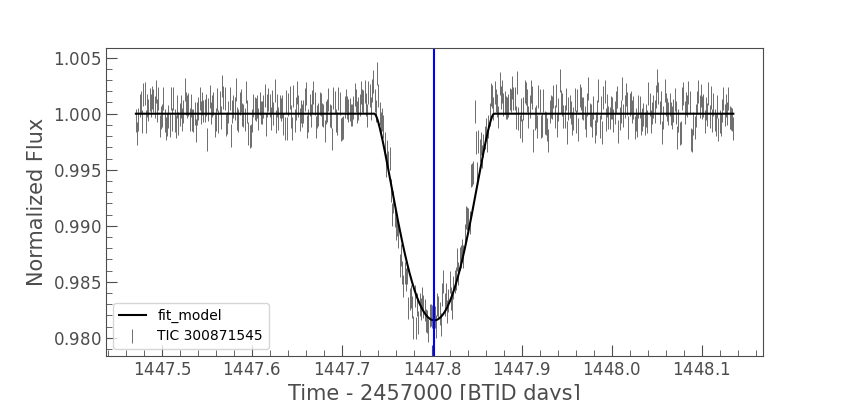 1.005
1.000
0.995
0.990
0.985
0.980
Normalized Flux
fit_model
TIC 300871545
1447.5 1447.6 1447.7 1447.8 1447.9 1448.0 1448.1
Time - 2457000 [BTJD days]